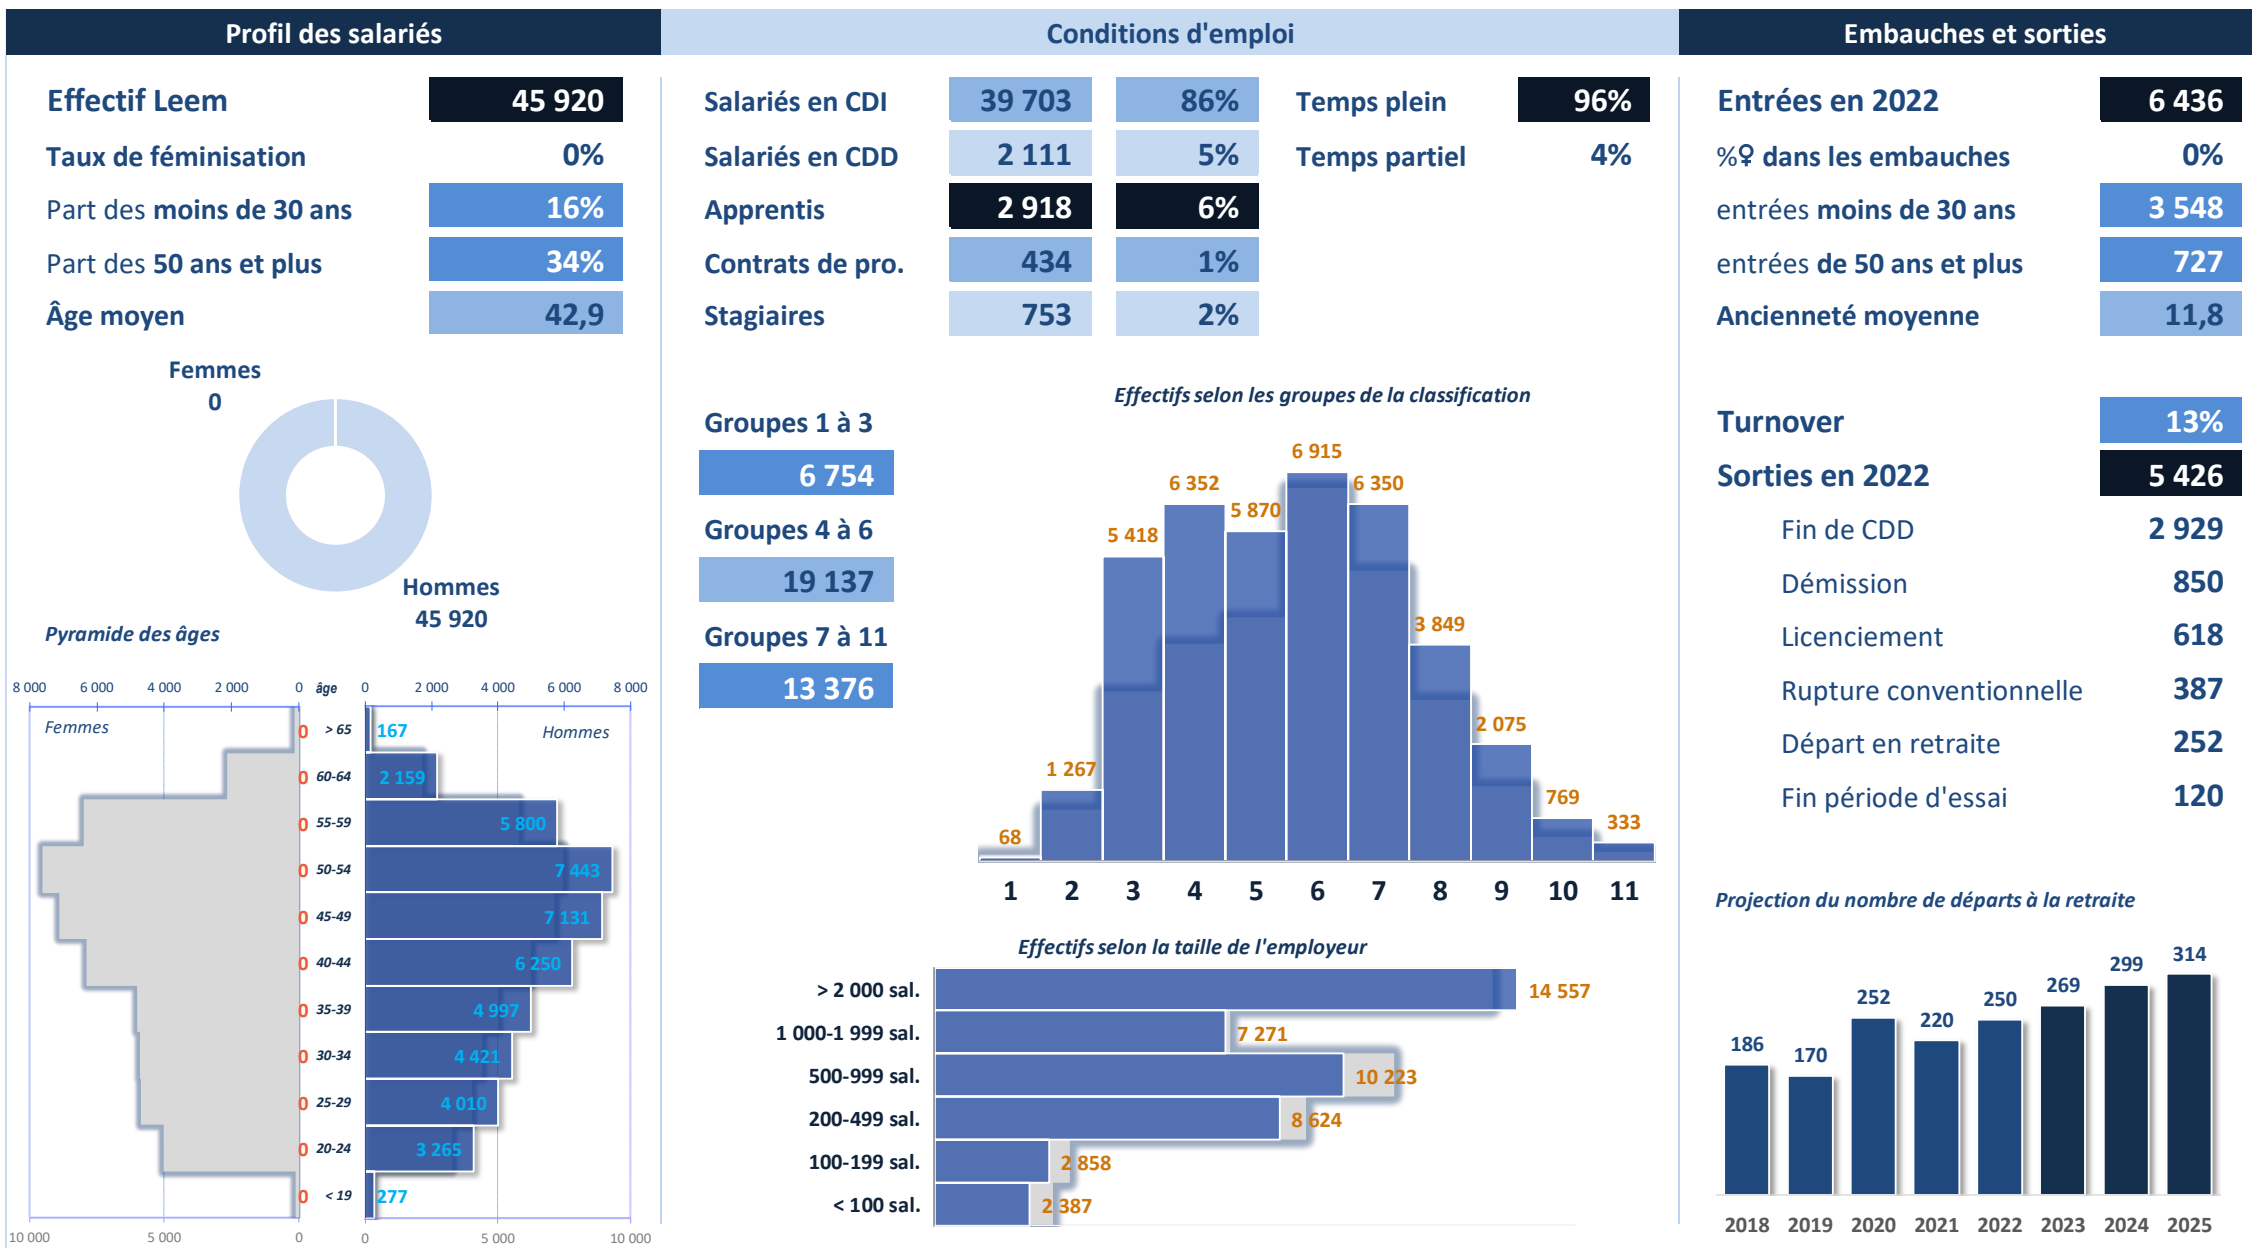 Profil des salariés
Effectif Leem 45 920
Taux de féminisation 0%
Part des moins de 30 ans 16%
Part des 50 ans et plus 34%
Âge moyen 42,9
Femmes
0
Hommes
45 920
Pyramide des âges
8 000 6 000 4 000 2 000 0 âge 0 2 000 4 000 6 000 8 000
Femmes 0 > 65 167 Hommes
0 60-64 2 159
0 55-59 5 800
0 50-54 7 443
0 45-49 7 131
0 40-44 6 250
0 35-39 4 997
0 30-34 4 421
0 25-29 4 010
0 20-24 3 265
0 < 19 277
10 000 5 000 0 0 5 000 10 000
Conditions d'emploi
Salariés en CDI 39 703 86% Temps plein 96%
Salariés en CDD 2 111 5% Temps partiel 4%
Apprentis 2 918 6%
Contrats de pro. 434 1%
Stagiaires 753 2%
Groupes 1 à 3
6 754
Groupes 4 à 6
19 137
Groupes 7 à 11
13 376
Effectifs selon les groupes de la classification
68 1 267 5 418 6 352 5 870 6 915 6 350 3 849 2 075 769 333
1 2 3 4 5 6 7 8 9 10 11
Effectifs selon la taille de l'employeur
> 2 000 sal. 14 557
1 000-1 999 sal. 7 271
500-999 sal. 10 223
200-499 sal. 8 624
100-199 sal. 2 858
< 100 sal. 2 387
Embauches et sorties
Entrées en 2022 6 436
%♀ dans les embauches 0%
entrées moins de 30 ans 3 548
entrées de 50 ans et plus 727
Ancienneté moyenne 11,8
Turnover 13%
Sorties en 2022 5 426
Fin de CDD 2 929
Démission 850
Licenciement 618
Rupture conventionnelle 387
Départ en retraite 252
Fin période d'essai 120
Projection du nombre de départs à la retraite
186 170 252 220 250 269 299 314
2018 2019 2020 2021 2022 2023 2024 2025